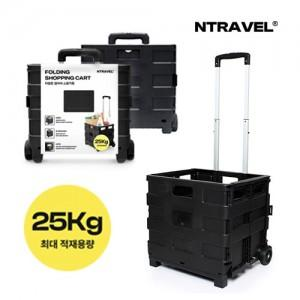 NTRAVEL®
FOLDING
SHOPPING CART
NTRAVEL
25Kg
25Kg
최대 적재용량